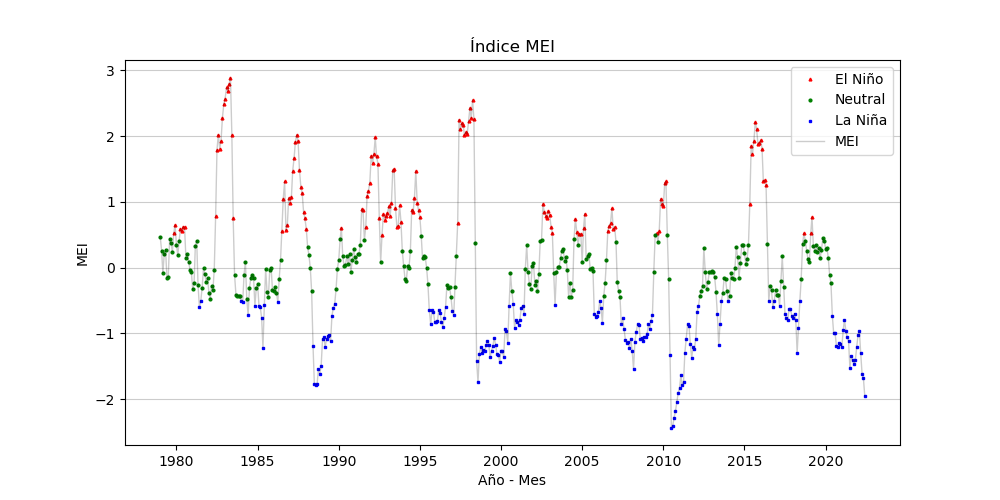 Índice MEI
El Niño
Neutral
La Niña
MEI
3
2
1
0
−1
−2
MEI
1980 1985 1990 1995 2000 2005 2010 2015 2020
Año - Mes